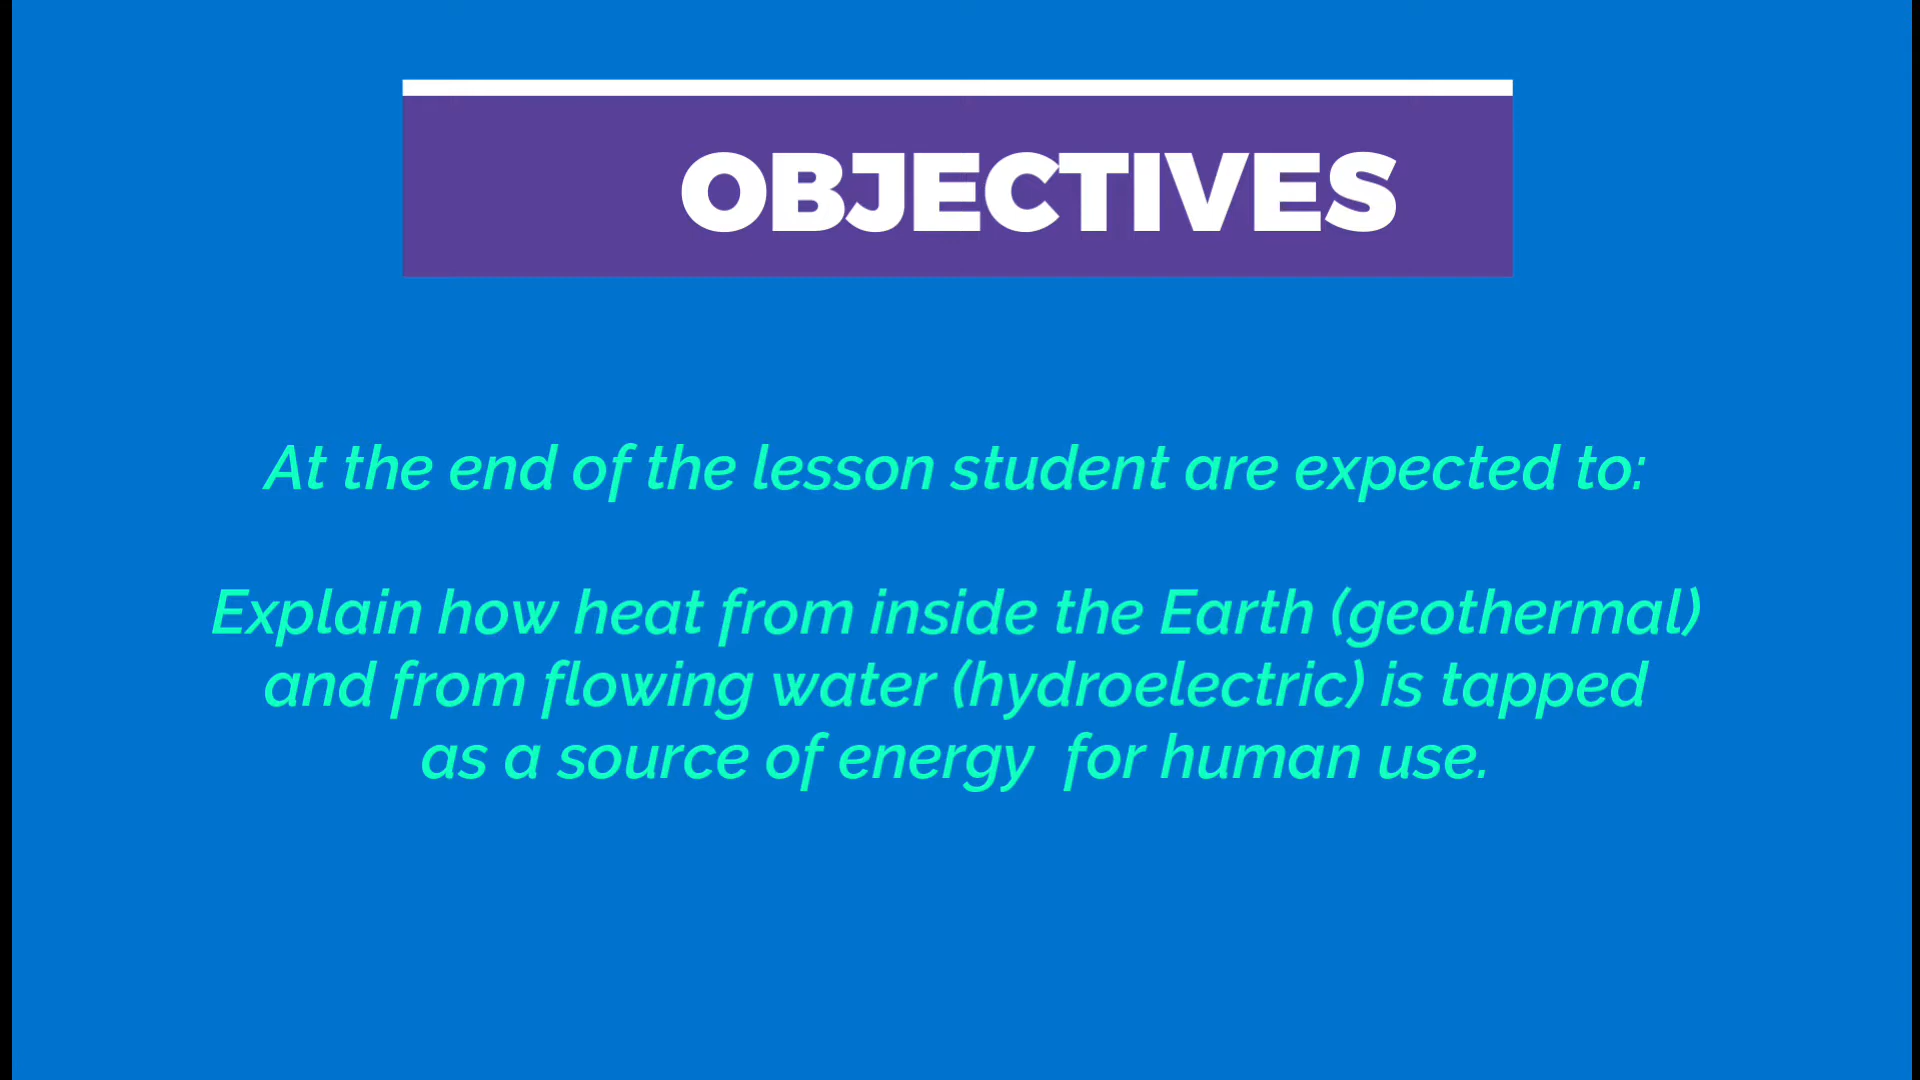 OBJECTIVES
At the end of the lesson student are expected to:
Explain how heat from inside the Earth (geothermal)
and from flowing water (hydroelectric) is tapped
as a source of energy  for human use.